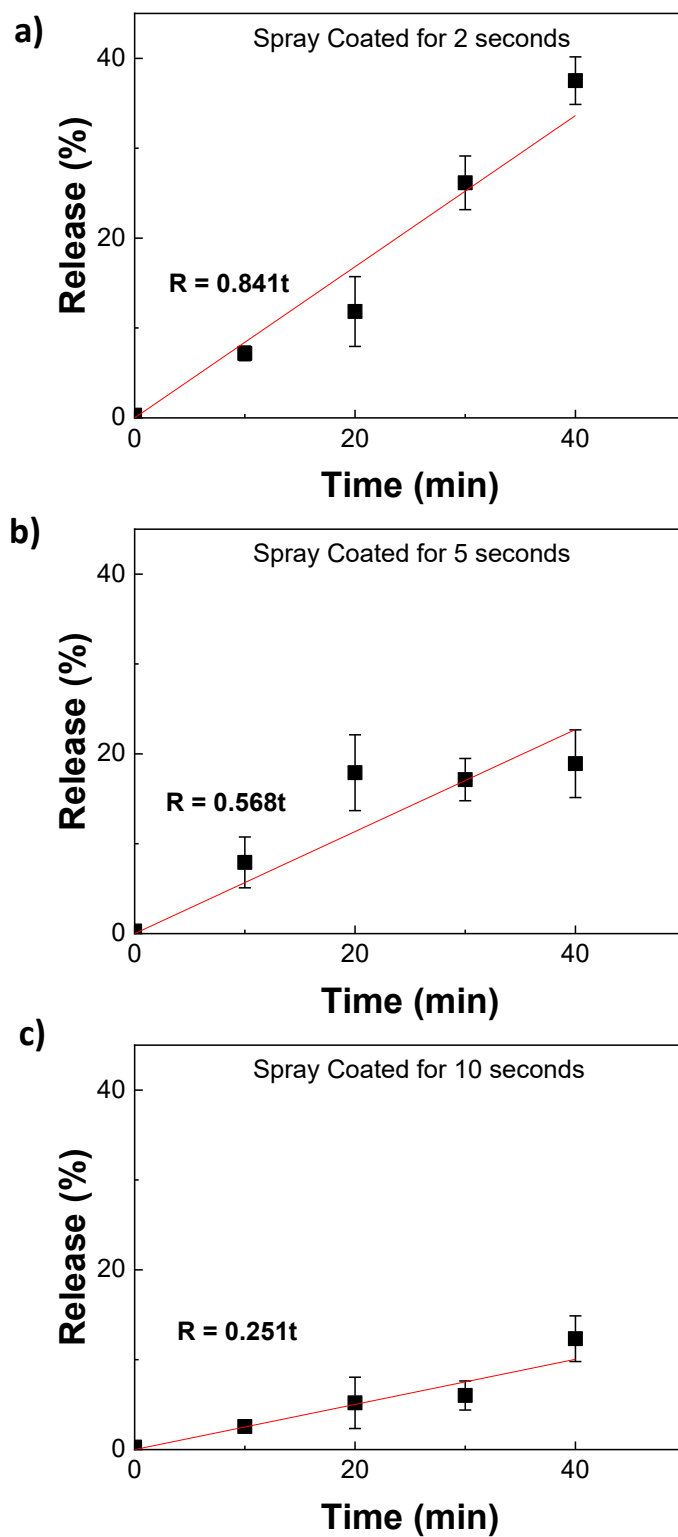 a)
Spray Coated for 2 seconds
40
20
0
Release (%)
R = 0.841t
0 20 40
Time (min)
b)
Spray Coated for 5 seconds
40
20
0
Release (%)
R = 0.568t
0 20 40
Time (min)
c)
Spray Coated for 10 seconds
40
20
0
Release (%)
R = 0.251t
0 20 40
Time (min)